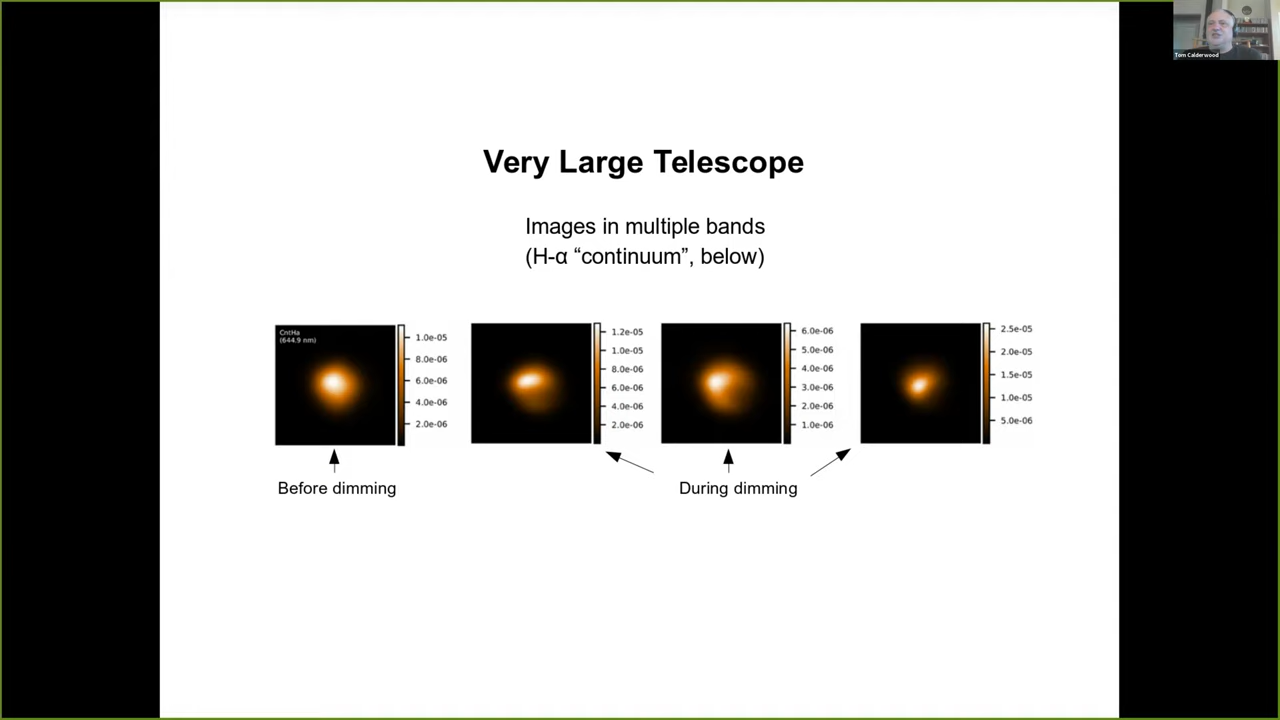 Tom Calderwood
Very Large Telescope
Images in multiple bands
(H-α “continuum”, below)
CntHa
(644.9 nm)
1.0e-05
8.0e-06
6.0e-06
4.0e-06
2.0e-06
1.2e-05
1.0e-05
8.0e-06
6.0e-06
4.0e-06
2.0e-06
6.0e-06
5.0e-06
4.0e-06
3.0e-06
2.0e-06
1.0e-06
2.5e-05
2.0e-05
1.5e-05
1.0e-05
5.0e-06
Before dimming
During dimming